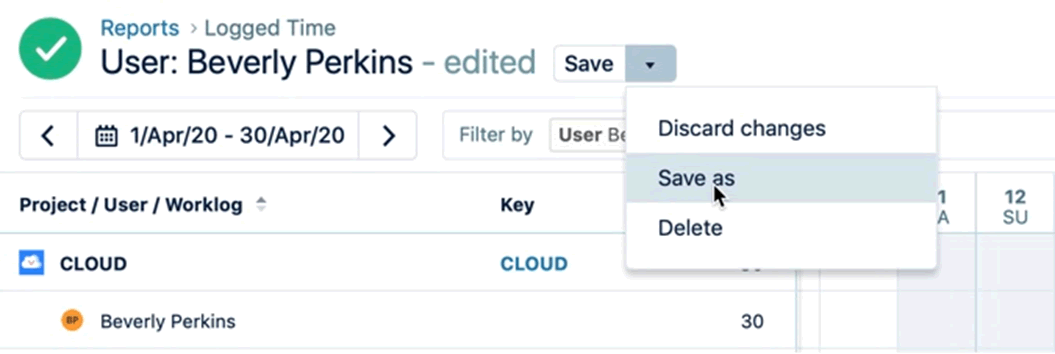 Reports > Logged Time
User: Beverly Perkins - edited Save
1/Apr/20 - 30/Apr/20 Filter by User Be
Discard changes
Save as
Delete
Project / User / Worklog Key 1 12
A SU
CLOUD CLOUD
BP Beverly Perkins 30